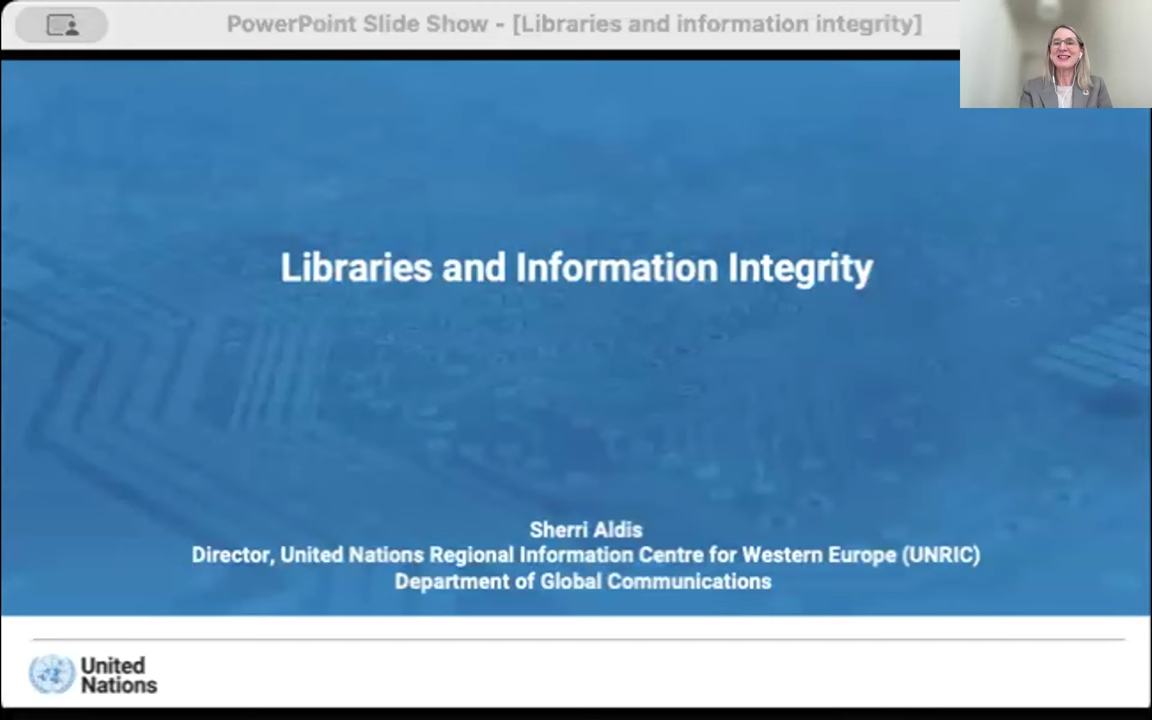 PowerPoint Slide Show - [Libraries and information integrity]
Libraries and Information Integrity
Sherri Aldis
Director, United Nations Regional Information Centre for Western Europe (UNRIC)
Department of Global Communications
United
Nations